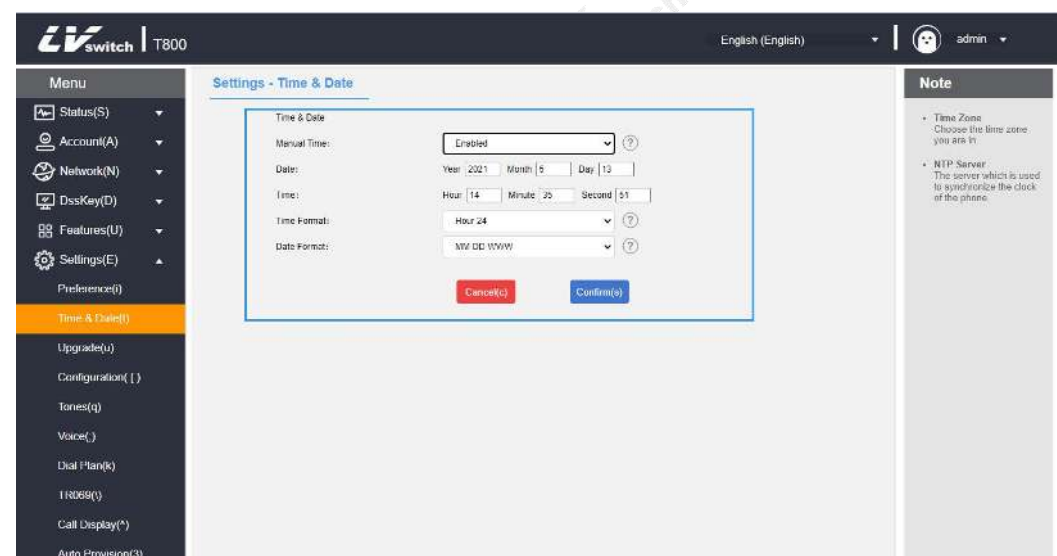 LVswitch T800
English (English)
admin
Menu
Status(S)
Account(A)
Network(N)
DssKey(D)
Features(U)
Settings(E)
Preference(i)
Time & Date(t)
Upgrade(u)
Configuration( [ )
Tones(q)
Voice(;)
Dial Plan(k)
TR069(\)
Call Display(^)
Auto Provision(3)
Settings - Time & Date
Time & Date
Manual Time: Enabled ?
Date: Year 2021 Month 5 Day 13
Time: Hour 14 Minute 35 Second 51
Time Format: Hour 24 ?
Date Format: ?
Cancel(c) Confirm(s)
Note
Time Zone
Choose the time zone
you are in
NTP Server
The server which is used
to synchronize the clock
of the phone